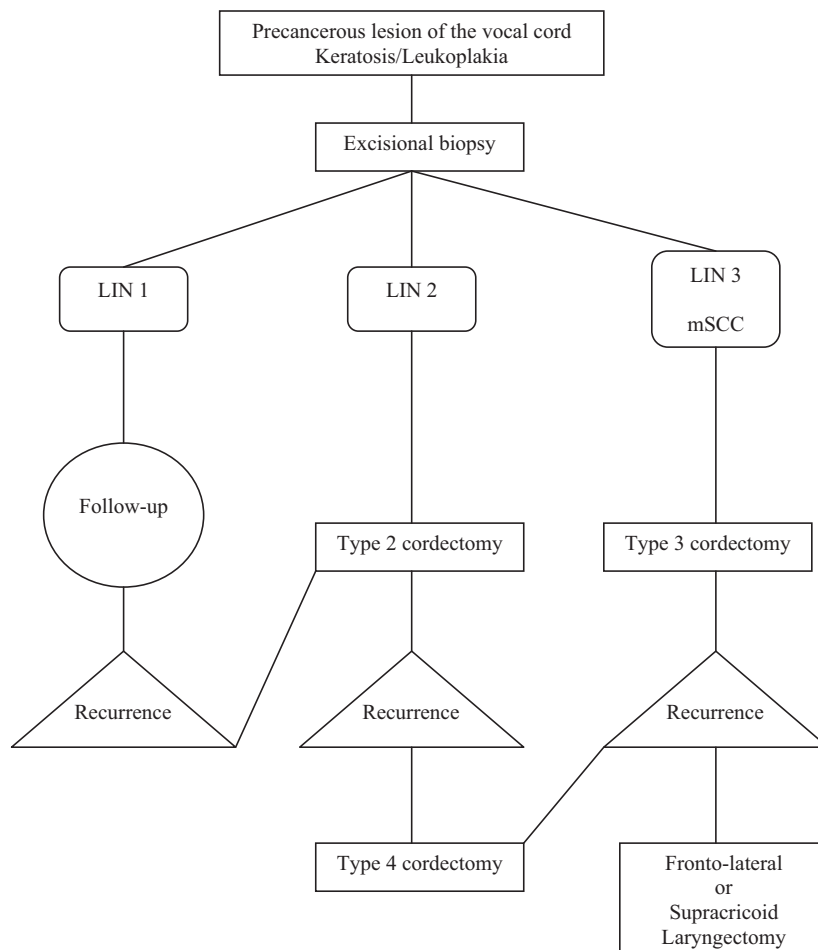 Precancerous lesion of the vocal cord
Keratosis/Leukoplakia
Excisional biopsy
LIN 1
LIN 2
LIN 3
mSCC
Follow-up
Type 2 cordectomy
Type 3 cordectomy
Recurrence
Recurrence
Recurrence
Type 4 cordectomy
Fronto-lateral
or
Supracricoid
Laryngectomy